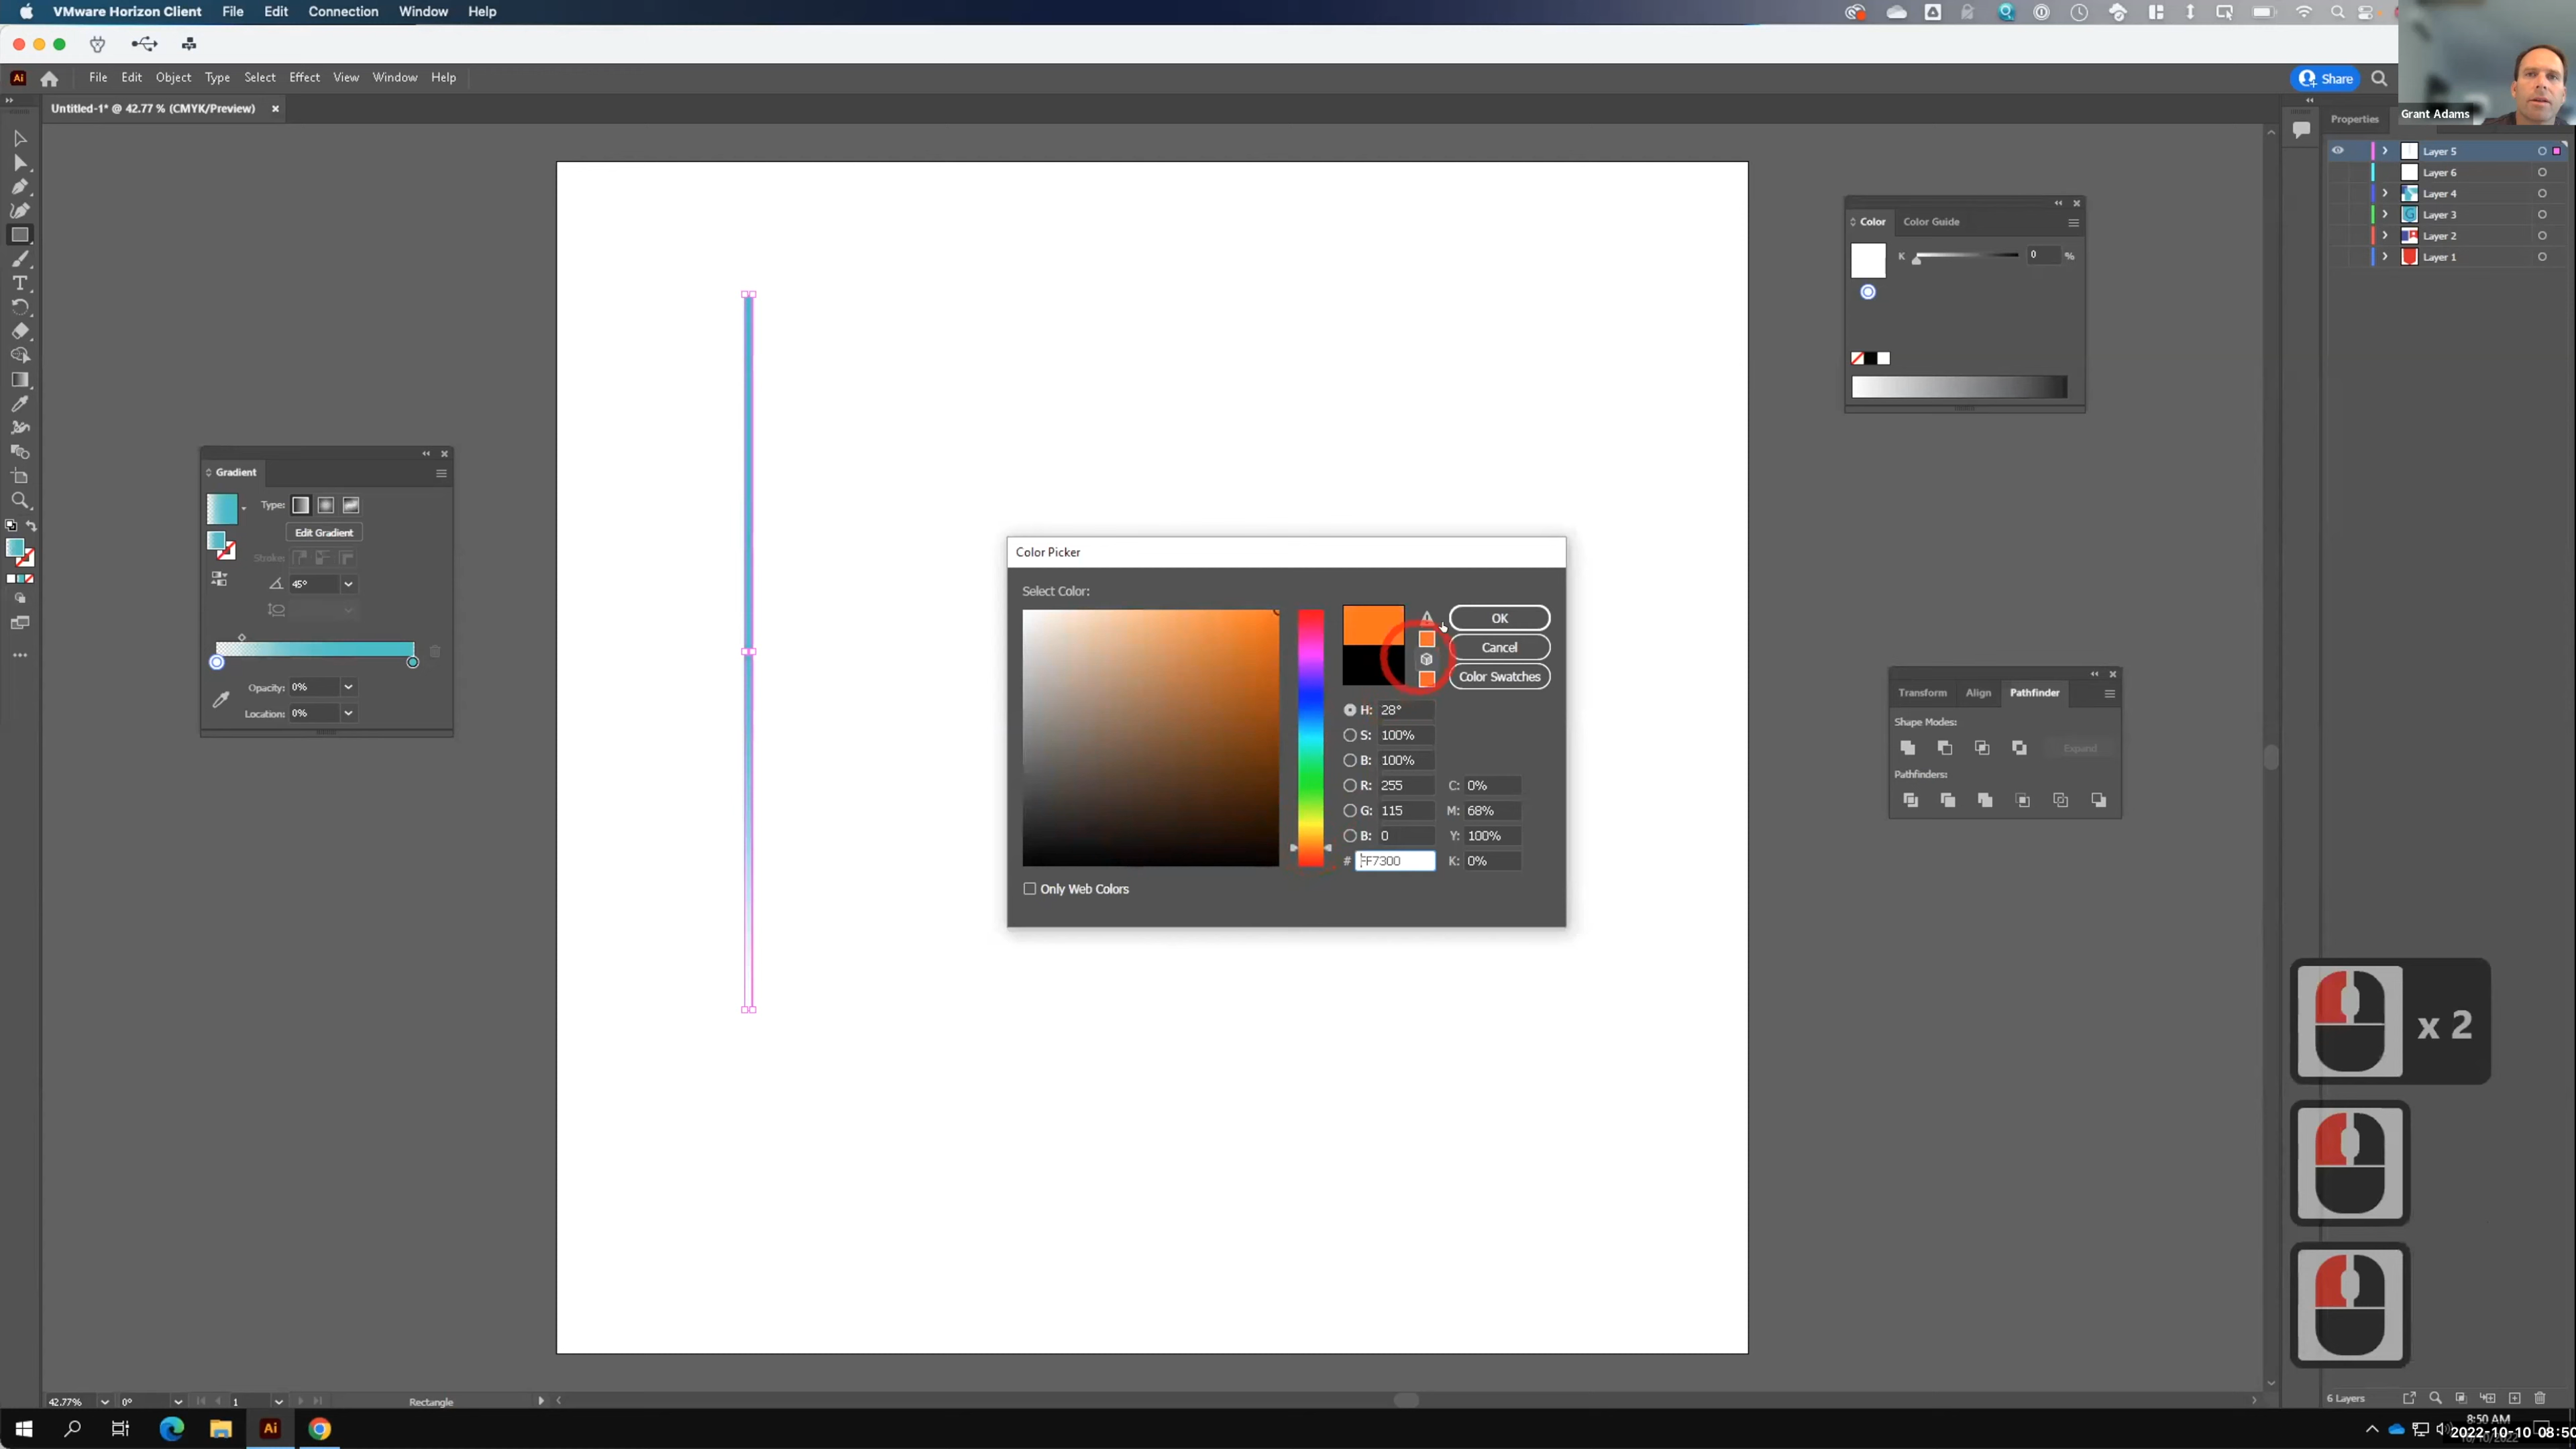 VMware Horizon Client File Edit Connection Window Help
Grant Adams
Ai File Edit Object Type Select Effect View Window Help
Share
Untitled-1* @ 42.77 % (CMYK/Preview)
Properties
Layer 5
Layer 6
Layer 4
Layer 3
Layer 2
Layer 1
Color Color Guide
K 0 %
Gradient
Type:
Edit Gradient
Stroke:
45°
Opacity: 0%
Location: 0%
Color Picker
Select Color:
OK
Cancel
Color Swatches
H: 28°
S: 100%
B: 100%
R: 255 C: 0%
G: 115 M: 68%
B: 0 Y: 100%
# FF7300 K: 0%
Only Web Colors
Transform Align Pathfinder
Shape Modes:
Expand
Pathfinders:
x 2
42.77% 0° 1 Rectangle
6 Layers
Ai
8:50 AM
2022-10-10 08:50